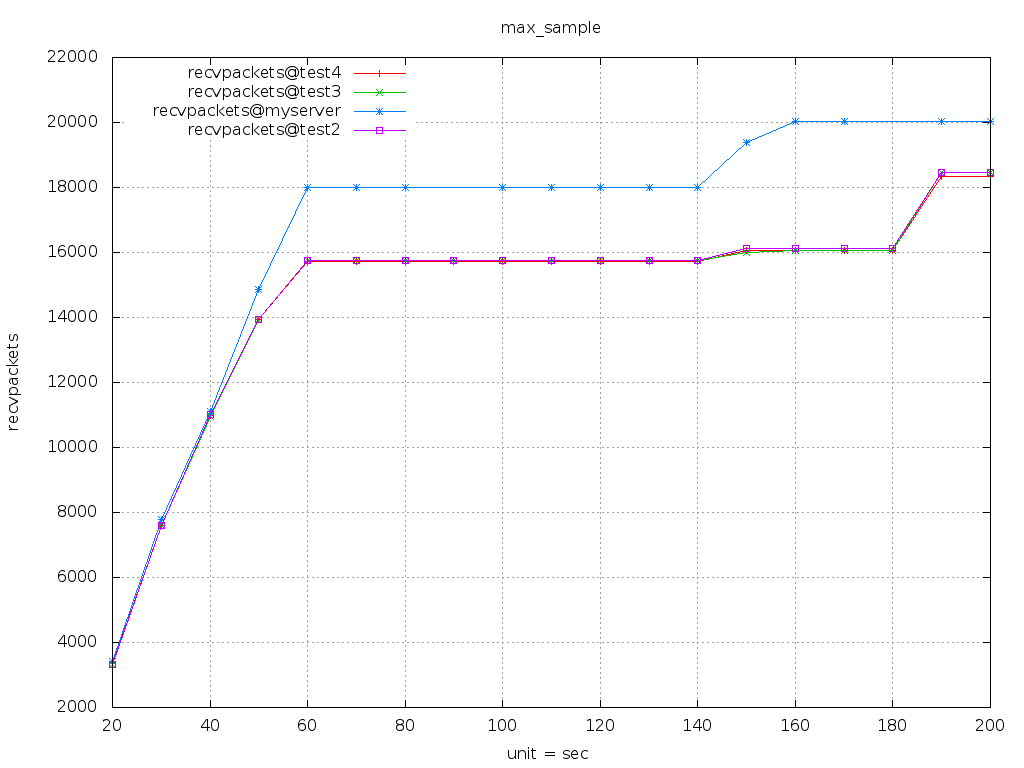 max_sample
22000
recvpackets@test4
recvpackets@test3
recvpackets@myserver
recvpackets@test2
20000
18000
16000
14000
recvpackets
12000
10000
8000
6000
4000
2000
20 40 60 80 100 120 140 160 180 200
unit = sec